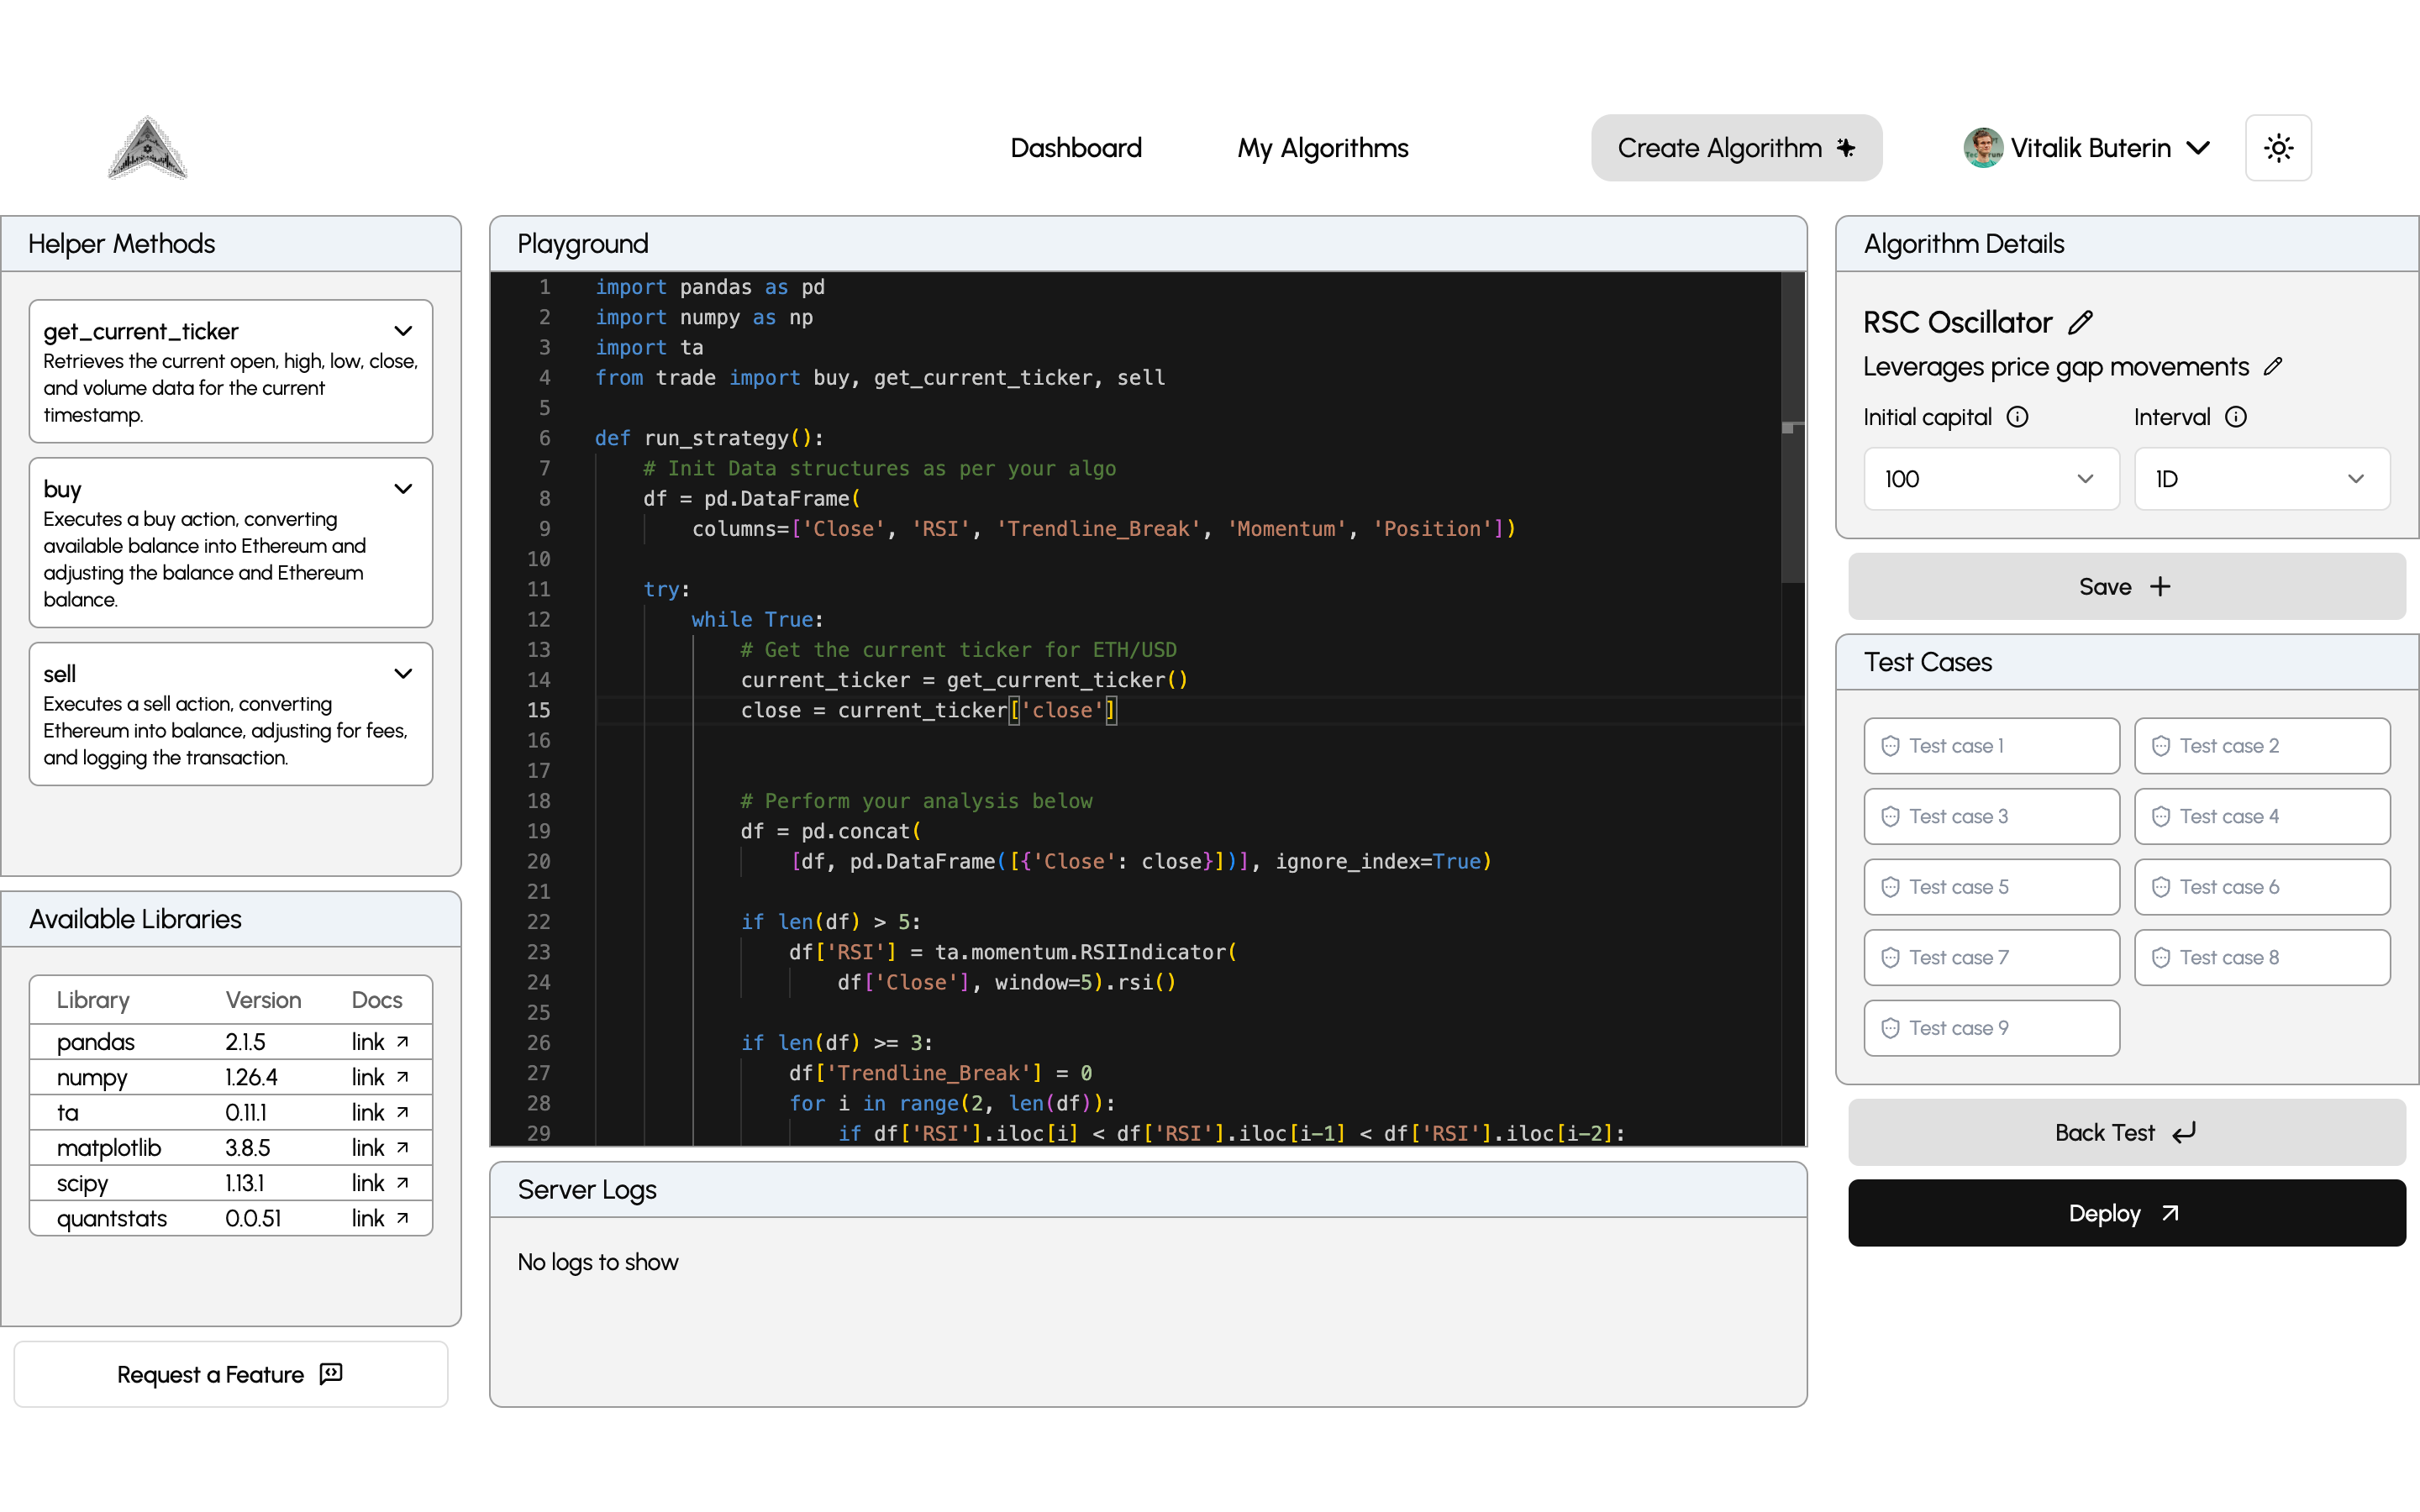 Dashboard
My Algorithms
Create Algorithm
Vitalik Buterin
Helper Methods
get_current_ticker
Retrieves the current open, high, low, close,
and volume data for the current
timestamp.
buy
Executes a buy action, converting
available balance into Ethereum and
adjusting the balance and Ethereum
balance.
sell
Executes a sell action, converting
Ethereum into balance, adjusting for fees,
and logging the transaction.
Available Libraries
Library Version Docs
pandas 2.1.5 link
numpy 1.26.4 link
ta 0.11.1 link
matplotlib 3.8.5 link
scipy 1.13.1 link
quantstats 0.0.51 link
Request a Feature
Playground
1 import pandas as pd
2 import numpy as np
3 import ta
4 from trade import buy, get_current_ticker, sell
5
6 def run_strategy():
7 # Init Data structures as per your algo
8 df = pd.DataFrame(
9 columns=['Close', 'RSI', 'Trendline_Break', 'Momentum', 'Position'])
10
11 try:
12 while True:
13 # Get the current ticker for ETH/USD
14 current_ticker = get_current_ticker()
15 close = current_ticker['close']
16
17
18 # Perform your analysis below
19 df = pd.concat(
20 [df, pd.DataFrame([{'Close': close}])], ignore_index=True)
21
22 if len(df) > 5:
23 df['RSI'] = ta.momentum.RSIIndicator(
24 df['Close'], window=5).rsi()
25
26 if len(df) >= 3:
27 df['Trendline_Break'] = 0
28 for i in range(2, len(df)):
29 if df['RSI'].iloc[i] < df['RSI'].iloc[i-1] < df['RSI'].iloc[i-2]:
Server Logs
No logs to show
Algorithm Details
RSC Oscillator
Leverages price gap movements
Initial capital Interval
100 1D
Save
Test Cases
Test case 1 Test case 2
Test case 3 Test case 4
Test case 5 Test case 6
Test case 7 Test case 8
Test case 9
Back Test
Deploy